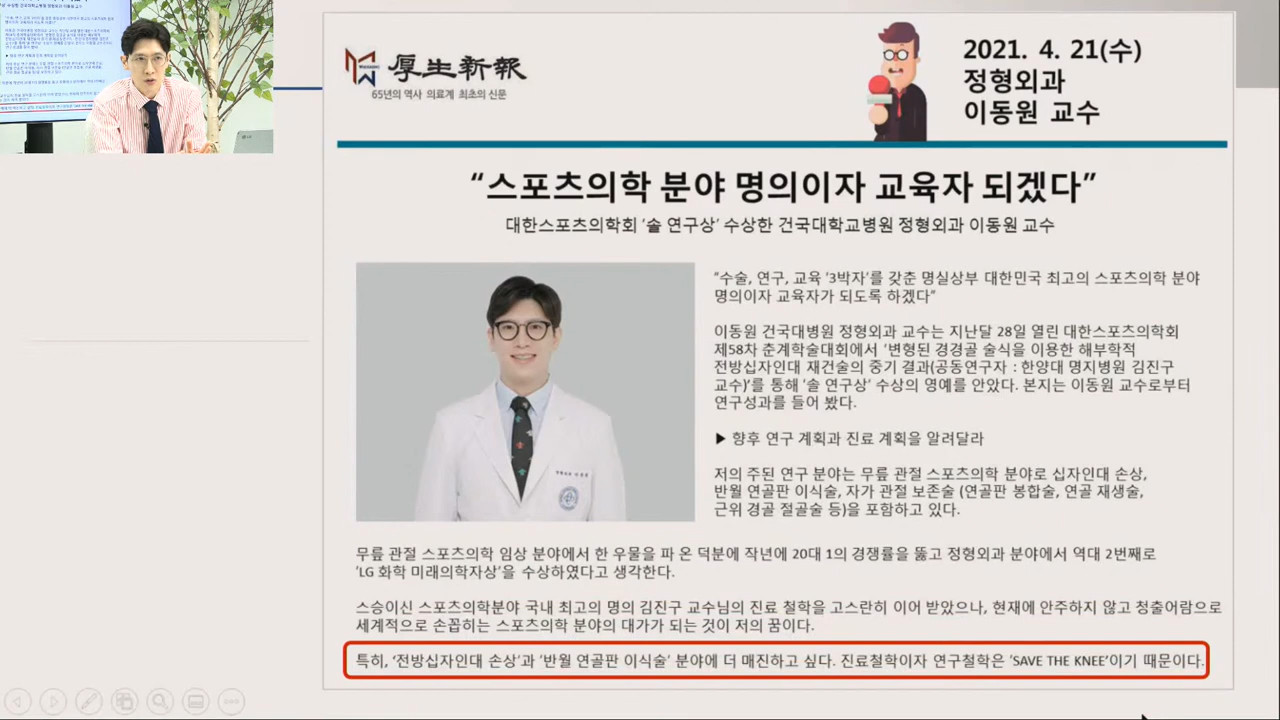 厚生新報
65년의 역사 의료계 최초의 신문
2021. 4. 21(수)
정형외과
이동원 교수
“스포츠의학 분야 명의이자 교육자 되겠다”
대한스포츠의학회 ‘솔 연구상’ 수상한 건국대학교병원 정형외과 이동원 교수
“수술, 연구, 교육 ‘3박자’를 갖춘 명실상부 대한민국 최고의 스포츠의학 분야
명의이자 교육자가 되도록 하겠다”
이동원 건국대병원 정형외과 교수는 지난달 28일 열린 대한스포츠의학회
제58차 춘계학술대회에서 ‘변형된 경경골 술식을 이용한 해부학적
전방십자인대 재건술의 중기 결과(공동연구자 : 한양대 명지병원 김진구
교수)’를 통해 ‘솔 연구상’ 수상의 영예를 안았다. 본지는 이동원 교수로부터
연구성과를 들어 봤다.
▶ 향후 연구 계획과 진료 계획을 알려달라
저의 주된 연구 분야는 무릎 관절 스포츠의학 분야로 십자인대 손상,
반월 연골판 이식술, 자가 관절 보존술 (연골판 봉합술, 연골 재생술,
근위 경골 절골술 등)을 포함하고 있다.
무릎 관절 스포츠의학 임상 분야에서 한 우물을 파 온 덕분에 작년에 20대 1의 경쟁률을 뚫고 정형외과 분야에서 역대 2번째로
‘LG 화학 미래의학자상’을 수상하였다고 생각한다.
스승이신 스포츠의학분야 국내 최고의 명의 김진구 교수님의 진료 철학을 고스란히 이어 받았으나, 현재에 안주하지 않고 청출어람으로
세계적으로 손꼽히는 스포츠의학 분야의 대가가 되는 것이 저의 꿈이다.
특히, ‘전방십자인대 손상’과 ‘반월 연골판 이식술’ 분야에 더 매진하고 싶다. 진료철학이자 연구철학은 ‘SAVE THE KNEE’이기 때문이다.